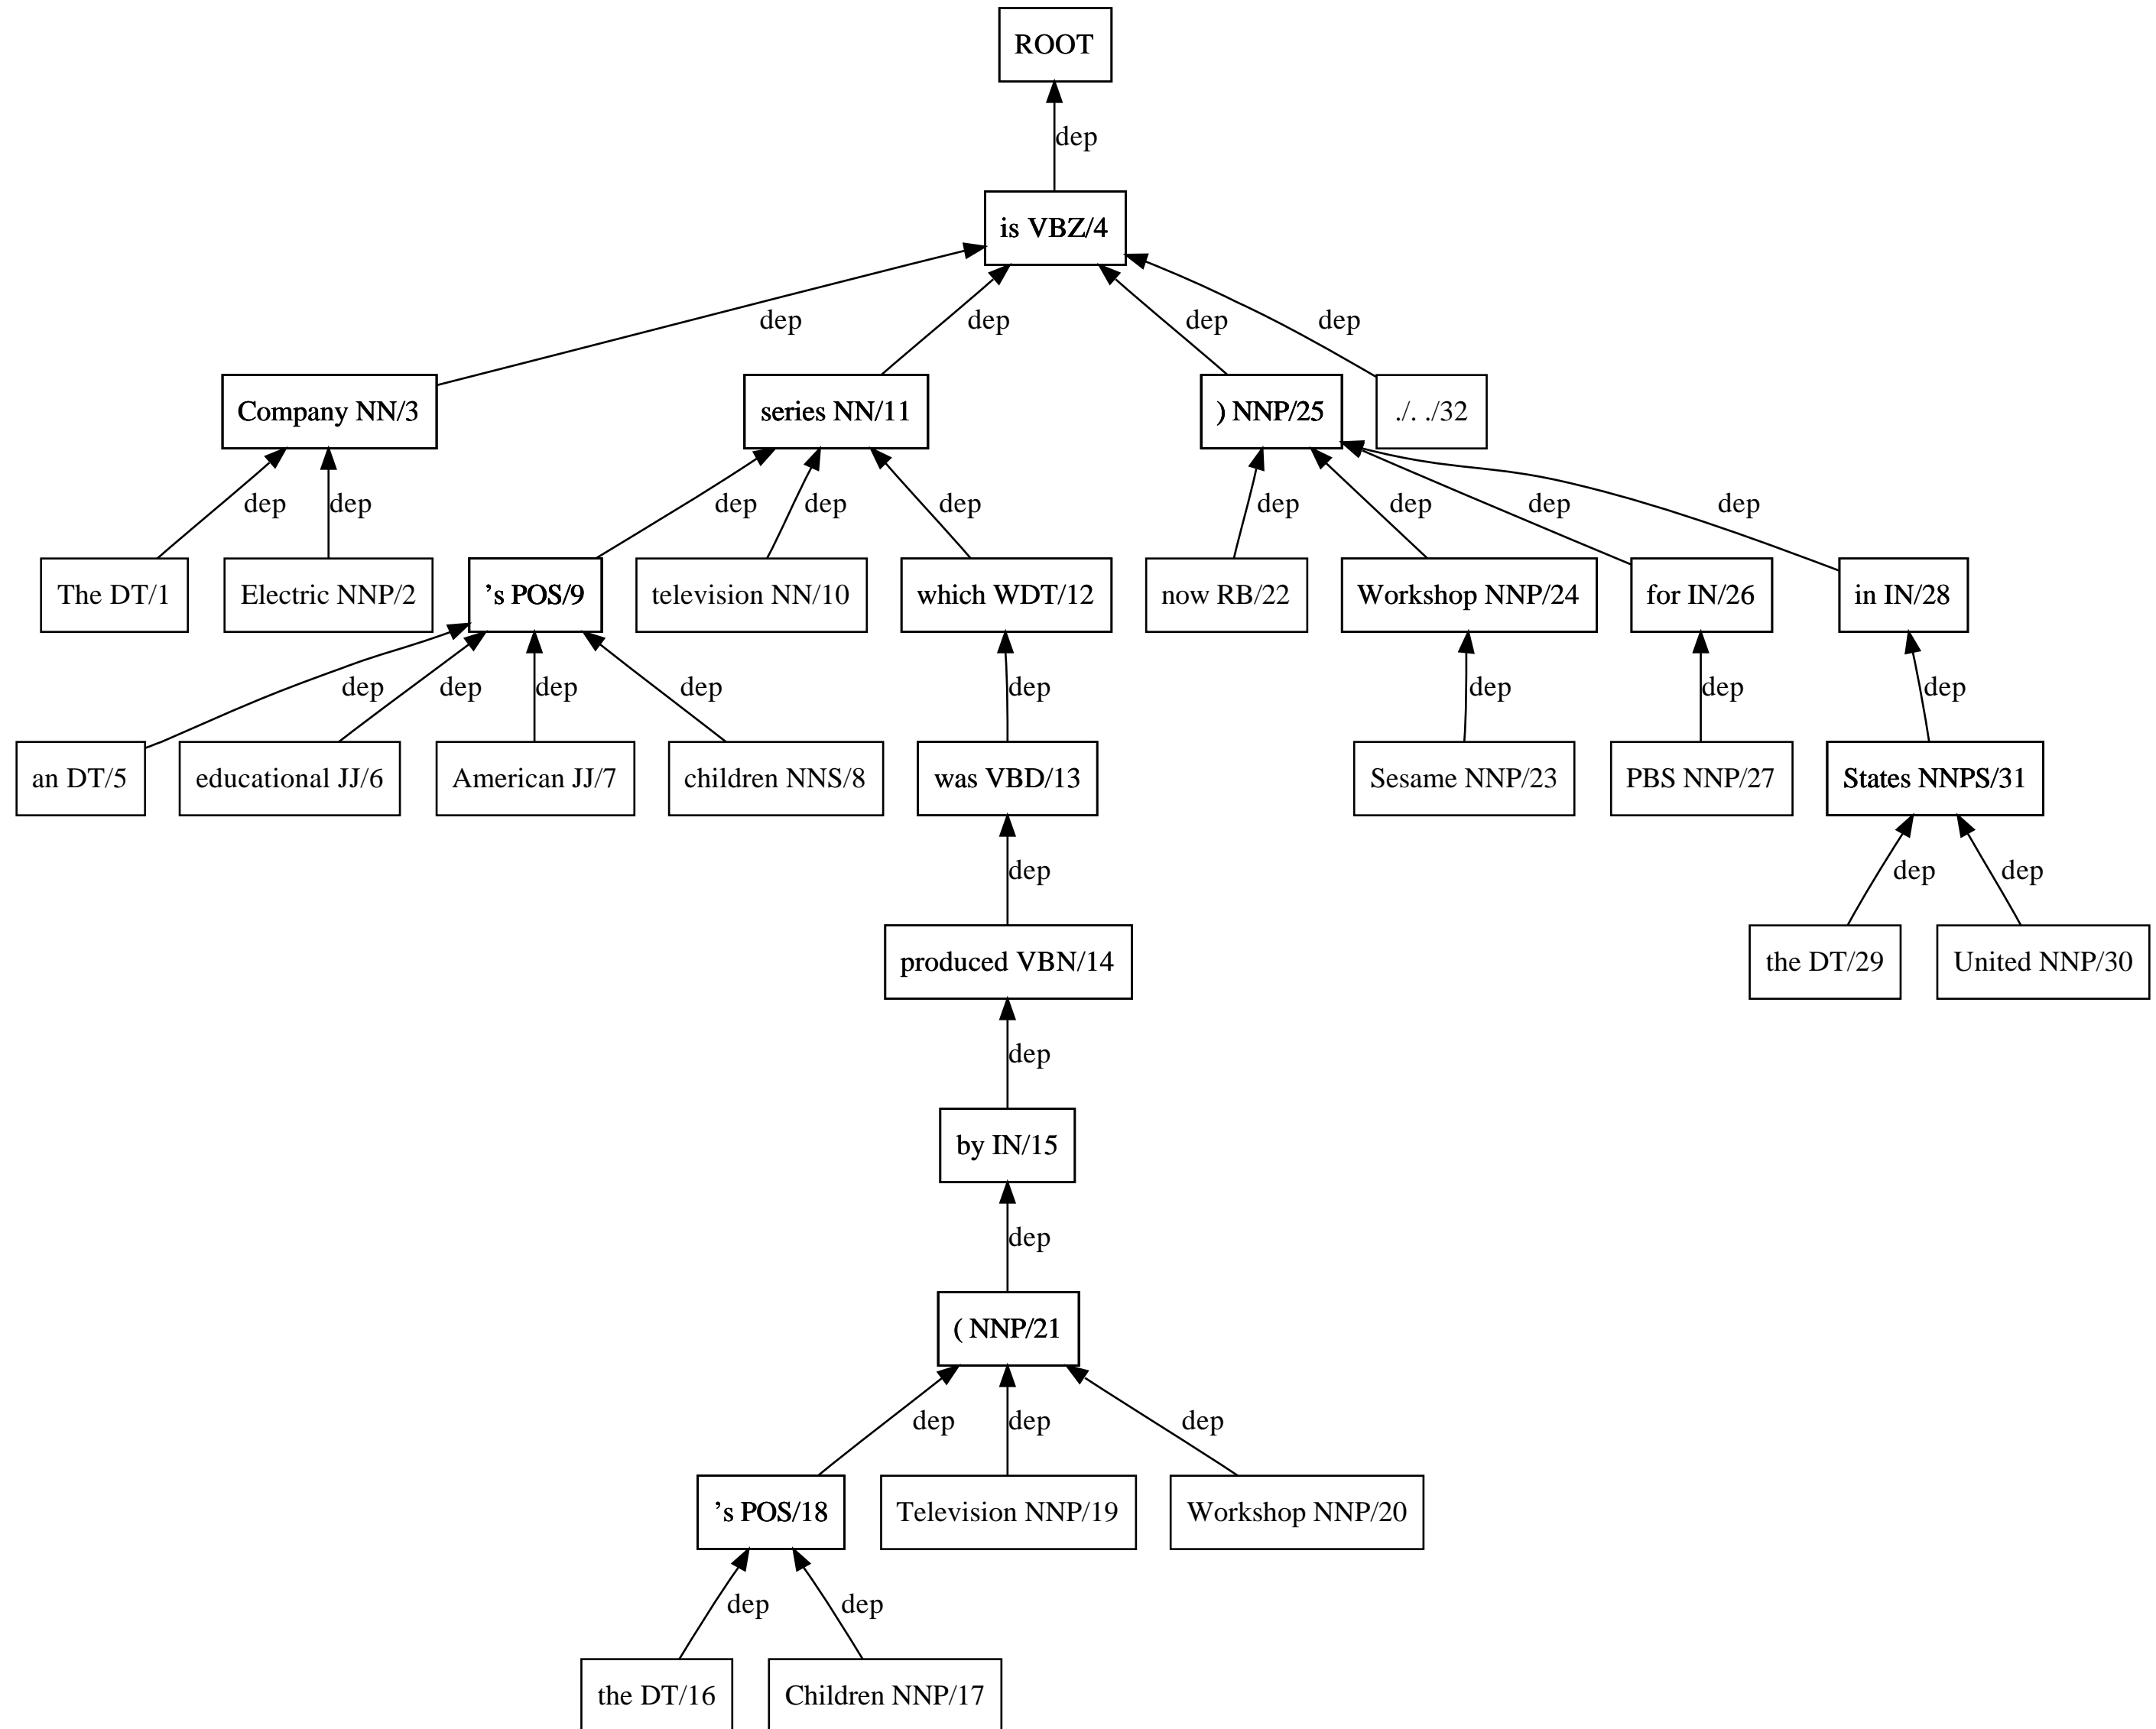 ROOT
dep
is VBZ/4
dep dep dep dep
Company NN/3 series NN/11 ) NNP/25 ./. ./32
dep dep dep dep dep dep dep dep dep
The DT/1 Electric NNP/2 ’s POS/9 television NN/10 which WDT/12 now RB/22 Workshop NNP/24 for IN/26 in IN/28
dep dep dep dep dep dep dep dep
an DT/5 educational JJ/6 American JJ/7 children NNS/8 was VBD/13 Sesame NNP/23 PBS NNP/27 States NNPS/31
dep dep dep
produced VBN/14 the DT/29 United NNP/30
dep
by IN/15
dep
( NNP/21
dep dep dep
’s POS/18 Television NNP/19 Workshop NNP/20
dep dep
the DT/16 Children NNP/17